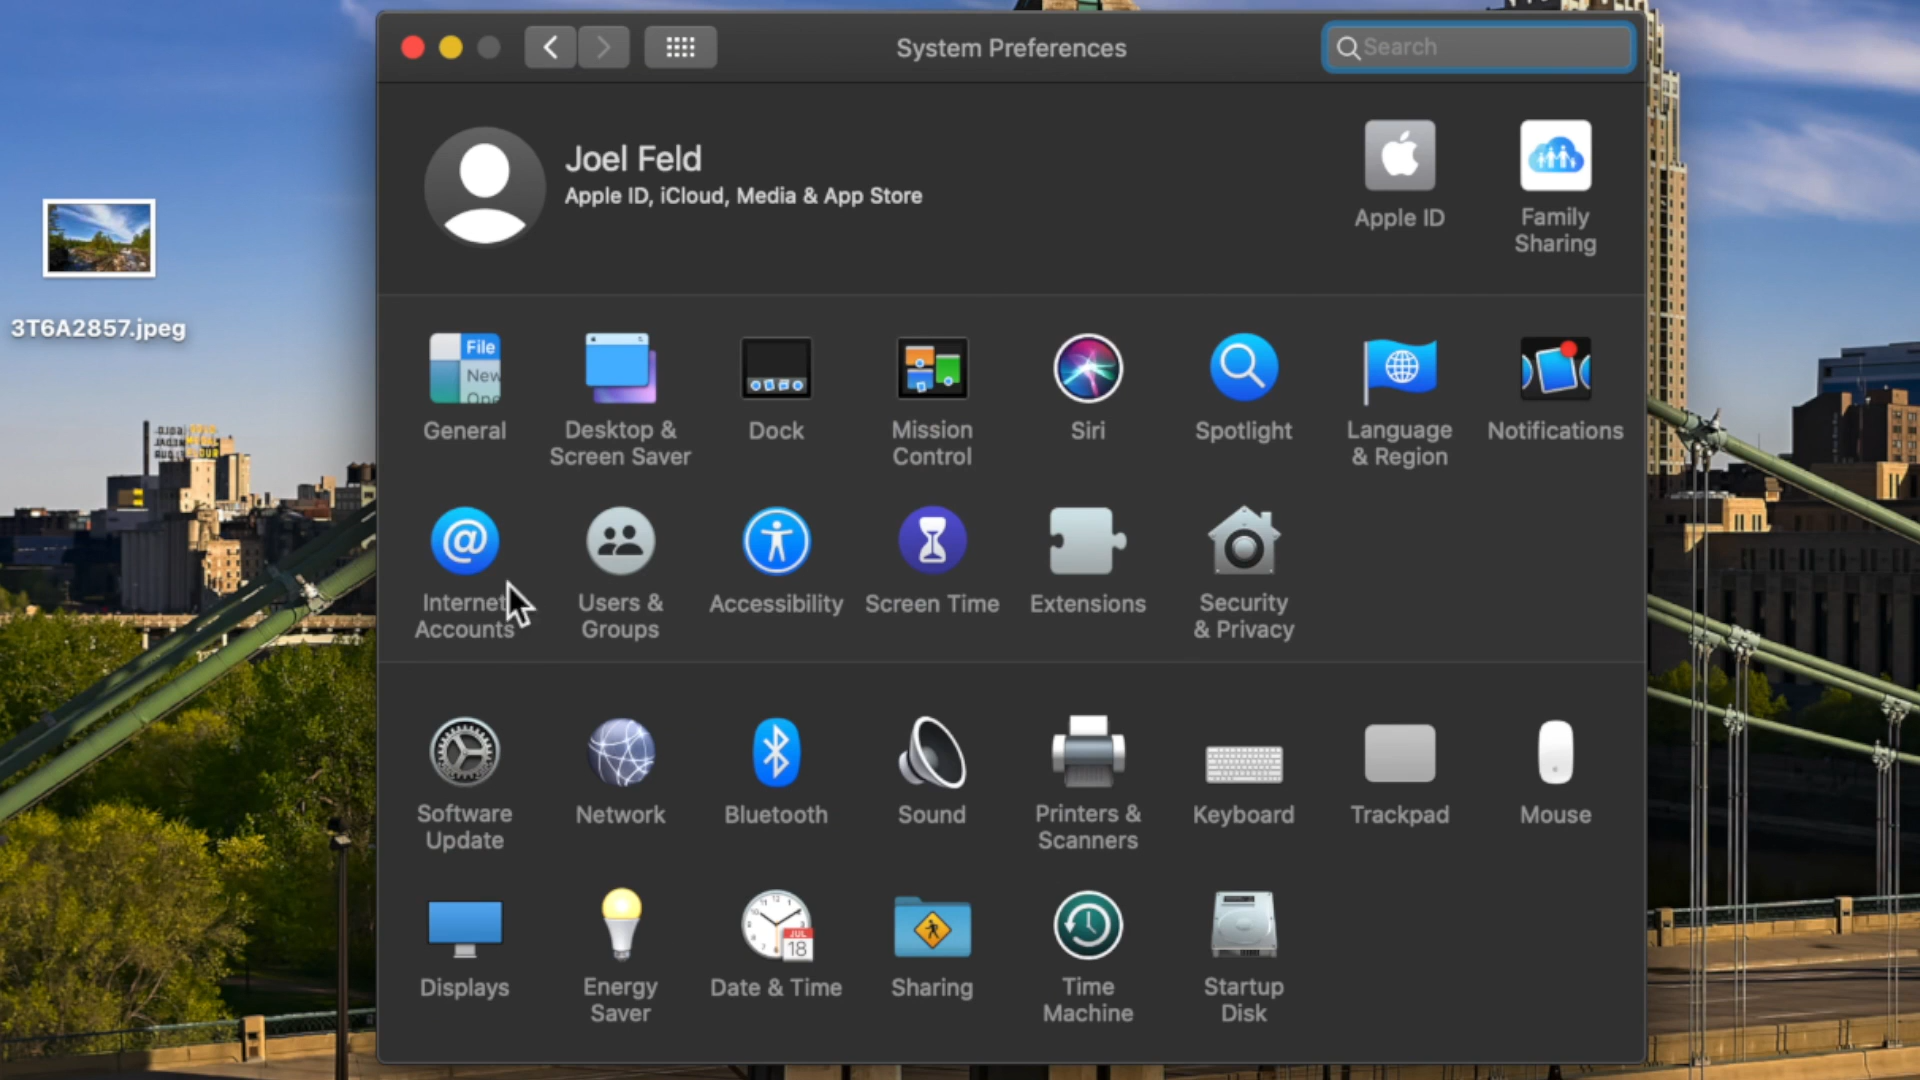 System Preferences
Search
Joel Feld
Apple ID, iCloud, Media & App Store
Apple ID
Family
Sharing
3T6A2857.jpeg
File
New
General
Desktop &
Screen Saver
Dock
Mission
Control
Siri
Spotlight
Language
& Region
Notifications
@
Internet
Accounts
Users &
Groups
Accessibility
Screen Time
Extensions
Security
& Privacy
Software
Update
Network
Bluetooth
Sound
Printers &
Scanners
Keyboard
Trackpad
Mouse
JUL
18
Displays
Energy
Saver
Date & Time
Sharing
Time
Machine
Startup
Disk